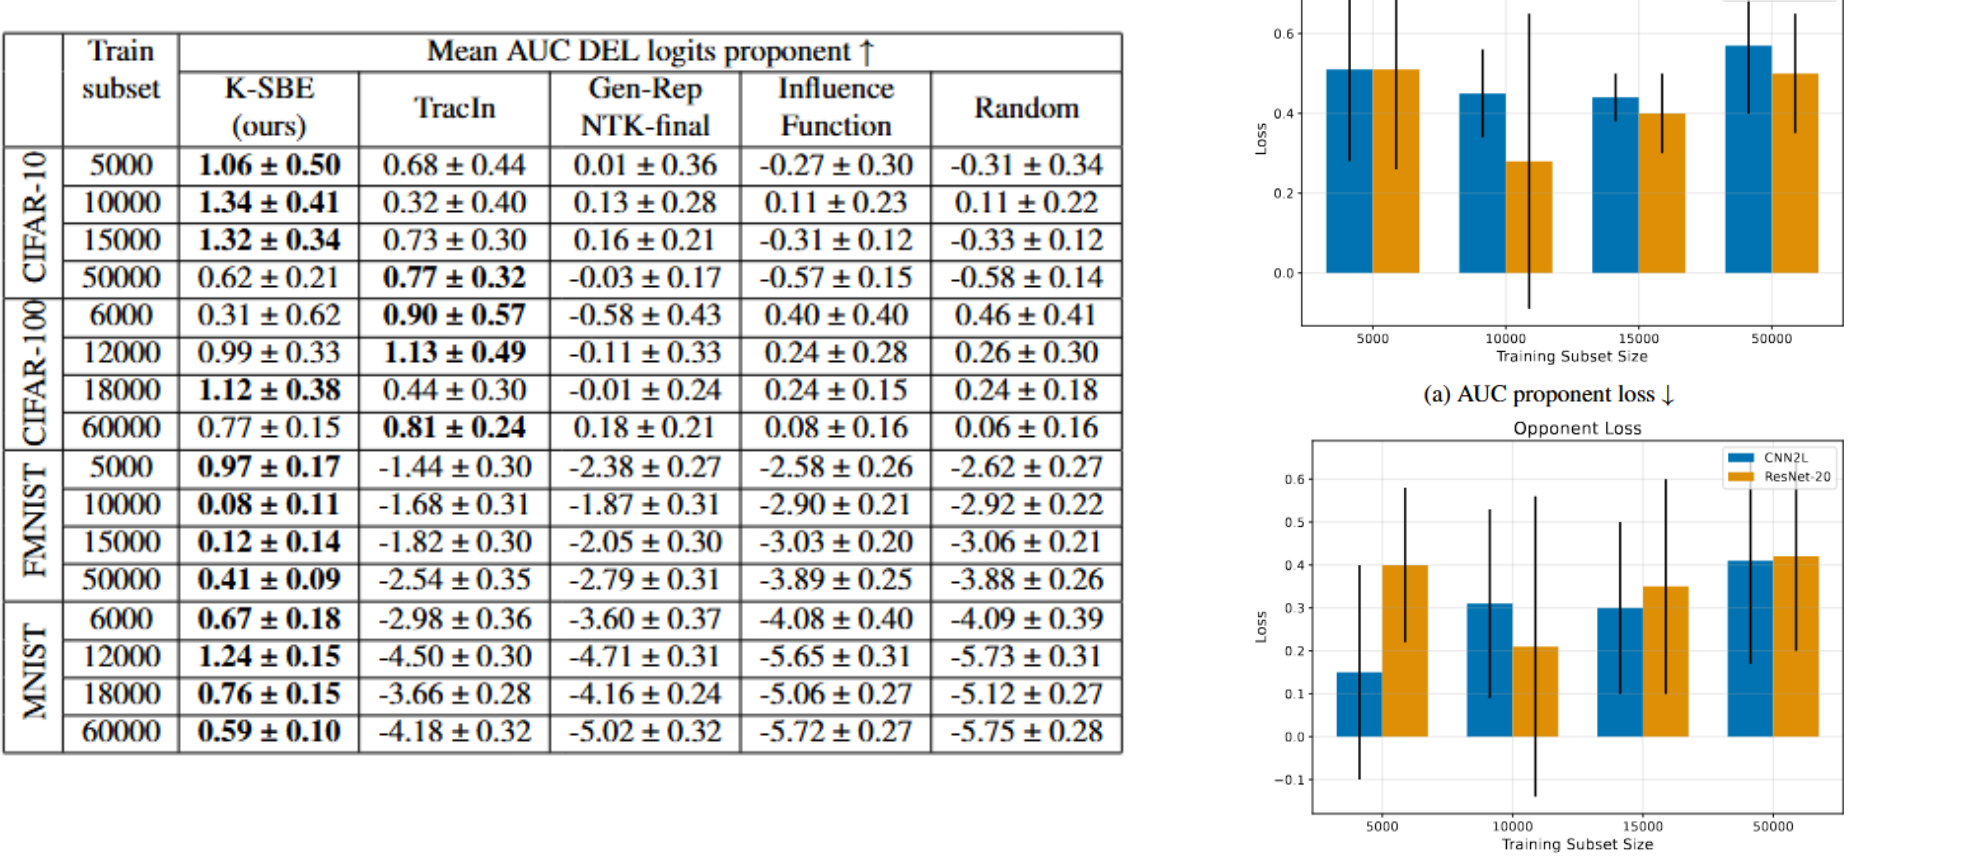 Train subset Mean AUC DEL logits proponent ↑
K-SBE (ours) TracIn Gen-Rep NTK-final Influence Function Random
CIFAR-10
5000 1.06 ± 0.50 0.68 ± 0.44 0.01 ± 0.36 -0.27 ± 0.30 -0.31 ± 0.34
10000 1.34 ± 0.41 0.32 ± 0.40 0.13 ± 0.28 0.11 ± 0.23 0.11 ± 0.22
15000 1.32 ± 0.34 0.73 ± 0.30 0.16 ± 0.21 -0.31 ± 0.12 -0.33 ± 0.12
50000 0.62 ± 0.21 0.77 ± 0.32 -0.03 ± 0.17 -0.57 ± 0.15 -0.58 ± 0.14
CIFAR-100
6000 0.31 ± 0.62 0.90 ± 0.57 -0.58 ± 0.43 0.40 ± 0.40 0.46 ± 0.41
12000 0.99 ± 0.33 1.13 ± 0.49 -0.11 ± 0.33 0.24 ± 0.28 0.26 ± 0.30
18000 1.12 ± 0.38 0.44 ± 0.30 -0.01 ± 0.24 0.24 ± 0.15 0.24 ± 0.18
60000 0.77 ± 0.15 0.81 ± 0.24 0.18 ± 0.21 0.08 ± 0.16 0.06 ± 0.16
FMNIST
5000 0.97 ± 0.17 -1.44 ± 0.30 -2.38 ± 0.27 -2.58 ± 0.26 -2.62 ± 0.27
10000 0.08 ± 0.11 -1.68 ± 0.31 -1.87 ± 0.31 -2.90 ± 0.21 -2.92 ± 0.22
15000 0.12 ± 0.14 -1.82 ± 0.30 -2.05 ± 0.30 -3.03 ± 0.20 -3.06 ± 0.21
50000 0.41 ± 0.09 -2.54 ± 0.35 -2.79 ± 0.31 -3.89 ± 0.25 -3.88 ± 0.26
MNIST
6000 0.67 ± 0.18 -2.98 ± 0.36 -3.60 ± 0.37 -4.08 ± 0.40 -4.09 ± 0.39
12000 1.24 ± 0.15 -4.50 ± 0.30 -4.71 ± 0.31 -5.65 ± 0.31 -5.73 ± 0.31
18000 0.76 ± 0.15 -3.66 ± 0.28 -4.16 ± 0.24 -5.06 ± 0.27 -5.12 ± 0.27
60000 0.59 ± 0.10 -4.18 ± 0.32 -5.02 ± 0.32 -5.72 ± 0.27 -5.75 ± 0.28
0.6
0.4
Loss
0.2
0.0
5000 10000 15000 50000
Training Subset Size
(a) AUC proponent loss ↓
Opponent Loss
CNN2L
ResNet-20
0.6
0.5
0.4
0.3
Loss
0.2
0.1
0.0
−0.1
5000 10000 15000 50000
Training Subset Size